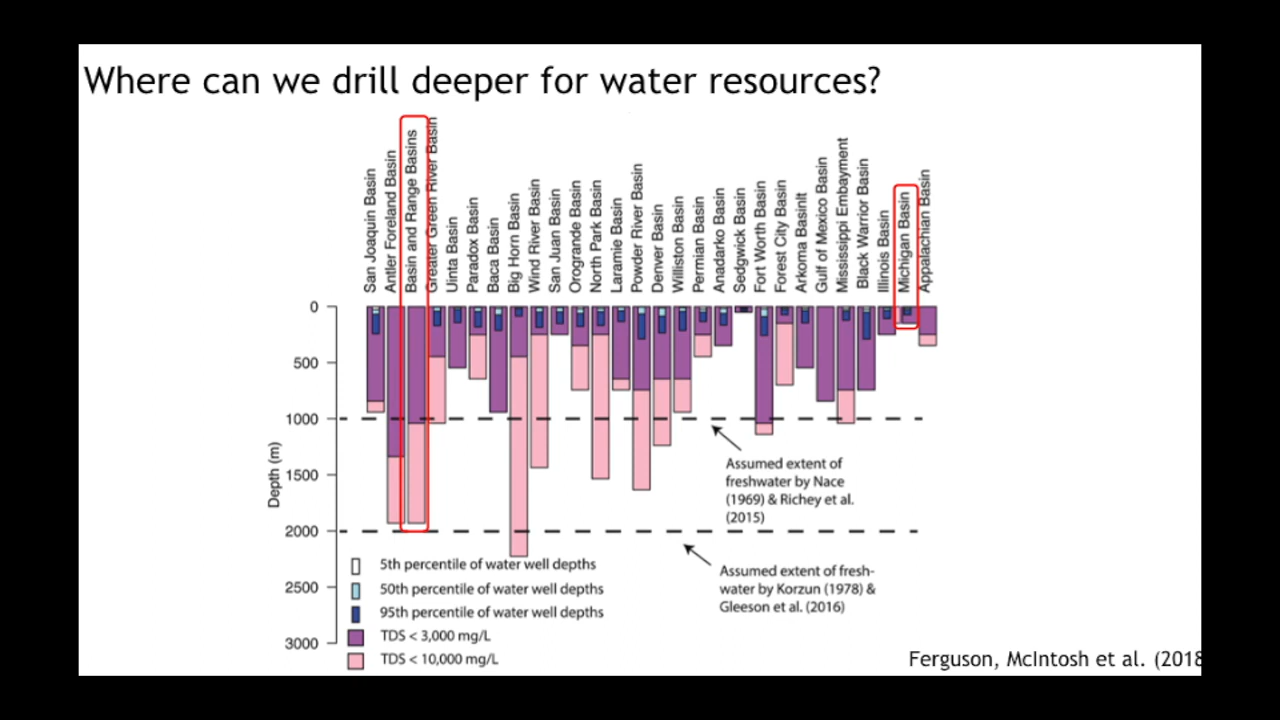 Where can we drill deeper for water resources?
San Joaquin Basin
Antler Foreland Basin
Basin and Range Basins
Greater Green River Basin
Uinta Basin
Paradox Basin
Baca Basin
Big Horn Basin
Wind River Basin
San Juan Basin
Orogrande Basin
North Park Basin
Laramie Basin
Powder River Basin
Denver Basin
Williston Basin
Permian Basin
Anadarko Basin
Sedgwick Basin
Fort Worth Basin
Forest City Basin
Arkoma Basinlt
Gulf of Mexico Basin
Mississippi Embayment
Black Warrior Basin
Illinois Basin
Michigan Basin
Appalachian Basin
Depth (m)
0
500
1000
1500
2000
2500
3000
Assumed extent of
freshwater by Nace
(1969) & Richey et al.
(2015)
Assumed extent of fresh-
water by Korzun (1978) &
Gleeson et al. (2016)
5th percentile of water well depths
50th percentile of water well depths
95th percentile of water well depths
TDS < 3,000 mg/L
TDS < 10,000 mg/L
Ferguson, McIntosh et al. (2018